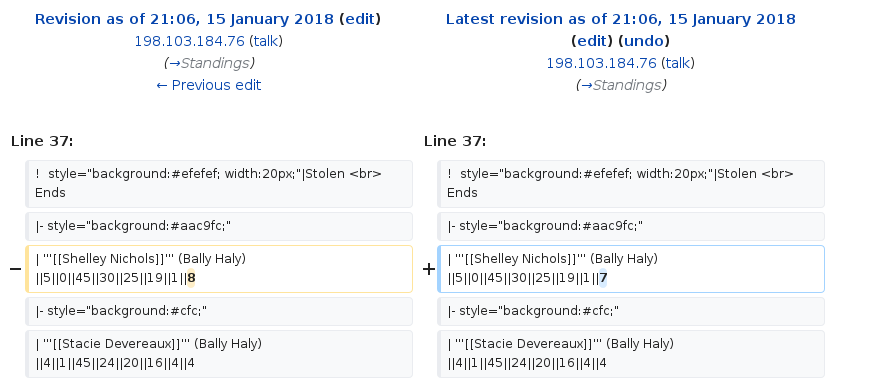 Revision as of 21:06, 15 January 2018 (edit)
198.103.184.76 (talk)
(→Standings)
← Previous edit
Latest revision as of 21:06, 15 January 2018
(edit) (undo)
198.103.184.76 (talk)
(→Standings)
Line 37:
Line 37:
! style="background:#efefef; width:20px;"|Stolen <br>
Ends
! style="background:#efefef; width:20px;"|Stolen <br>
Ends
|- style="background:#aac9fc;"
|- style="background:#aac9fc;"
−
| '''[[Shelley Nichols]]''' (Bally Haly)
||5||0||45||30||25||19||1||8
+
| '''[[Shelley Nichols]]''' (Bally Haly)
||5||0||45||30||25||19||1||7
|- style="background:#cfc;"
|- style="background:#cfc;"
| '''[[Stacie Devereaux]]''' (Bally Haly)
||4||1||45||24||20||16||4||4
| '''[[Stacie Devereaux]]''' (Bally Haly)
||4||1||45||24||20||16||4||4